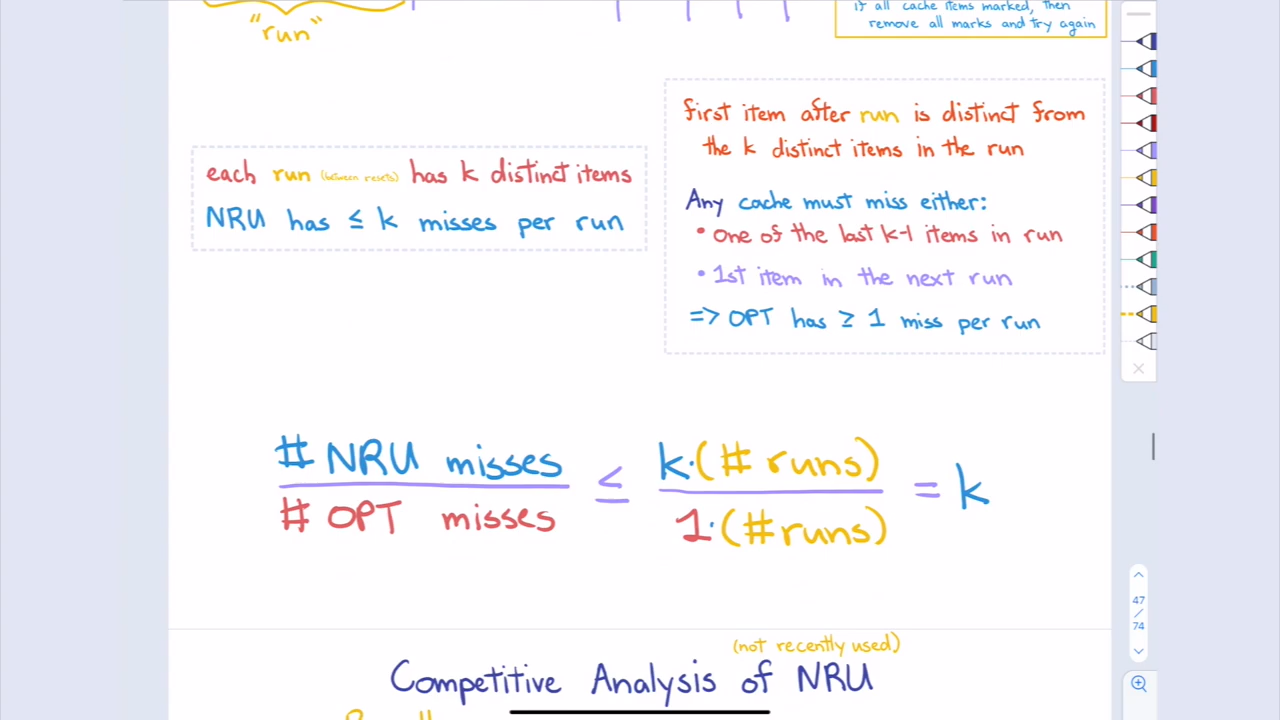 if all cache items marked, then
remove all marks and try again
"run"
each run (between resets) has k distinct items
NRU has ≤ k misses per run
first item after run is distinct from
the k distinct items in the run
Any cache must miss either:
• one of the last k-1 items in run
• 1st item in the next run
=> OPT has ≥ 1 miss per run
# NRU misses
# OPT misses
≤
k·(# runs)
1·(#runs)
= k
(not recently used)
Competitive Analysis of NRU
47
/
74